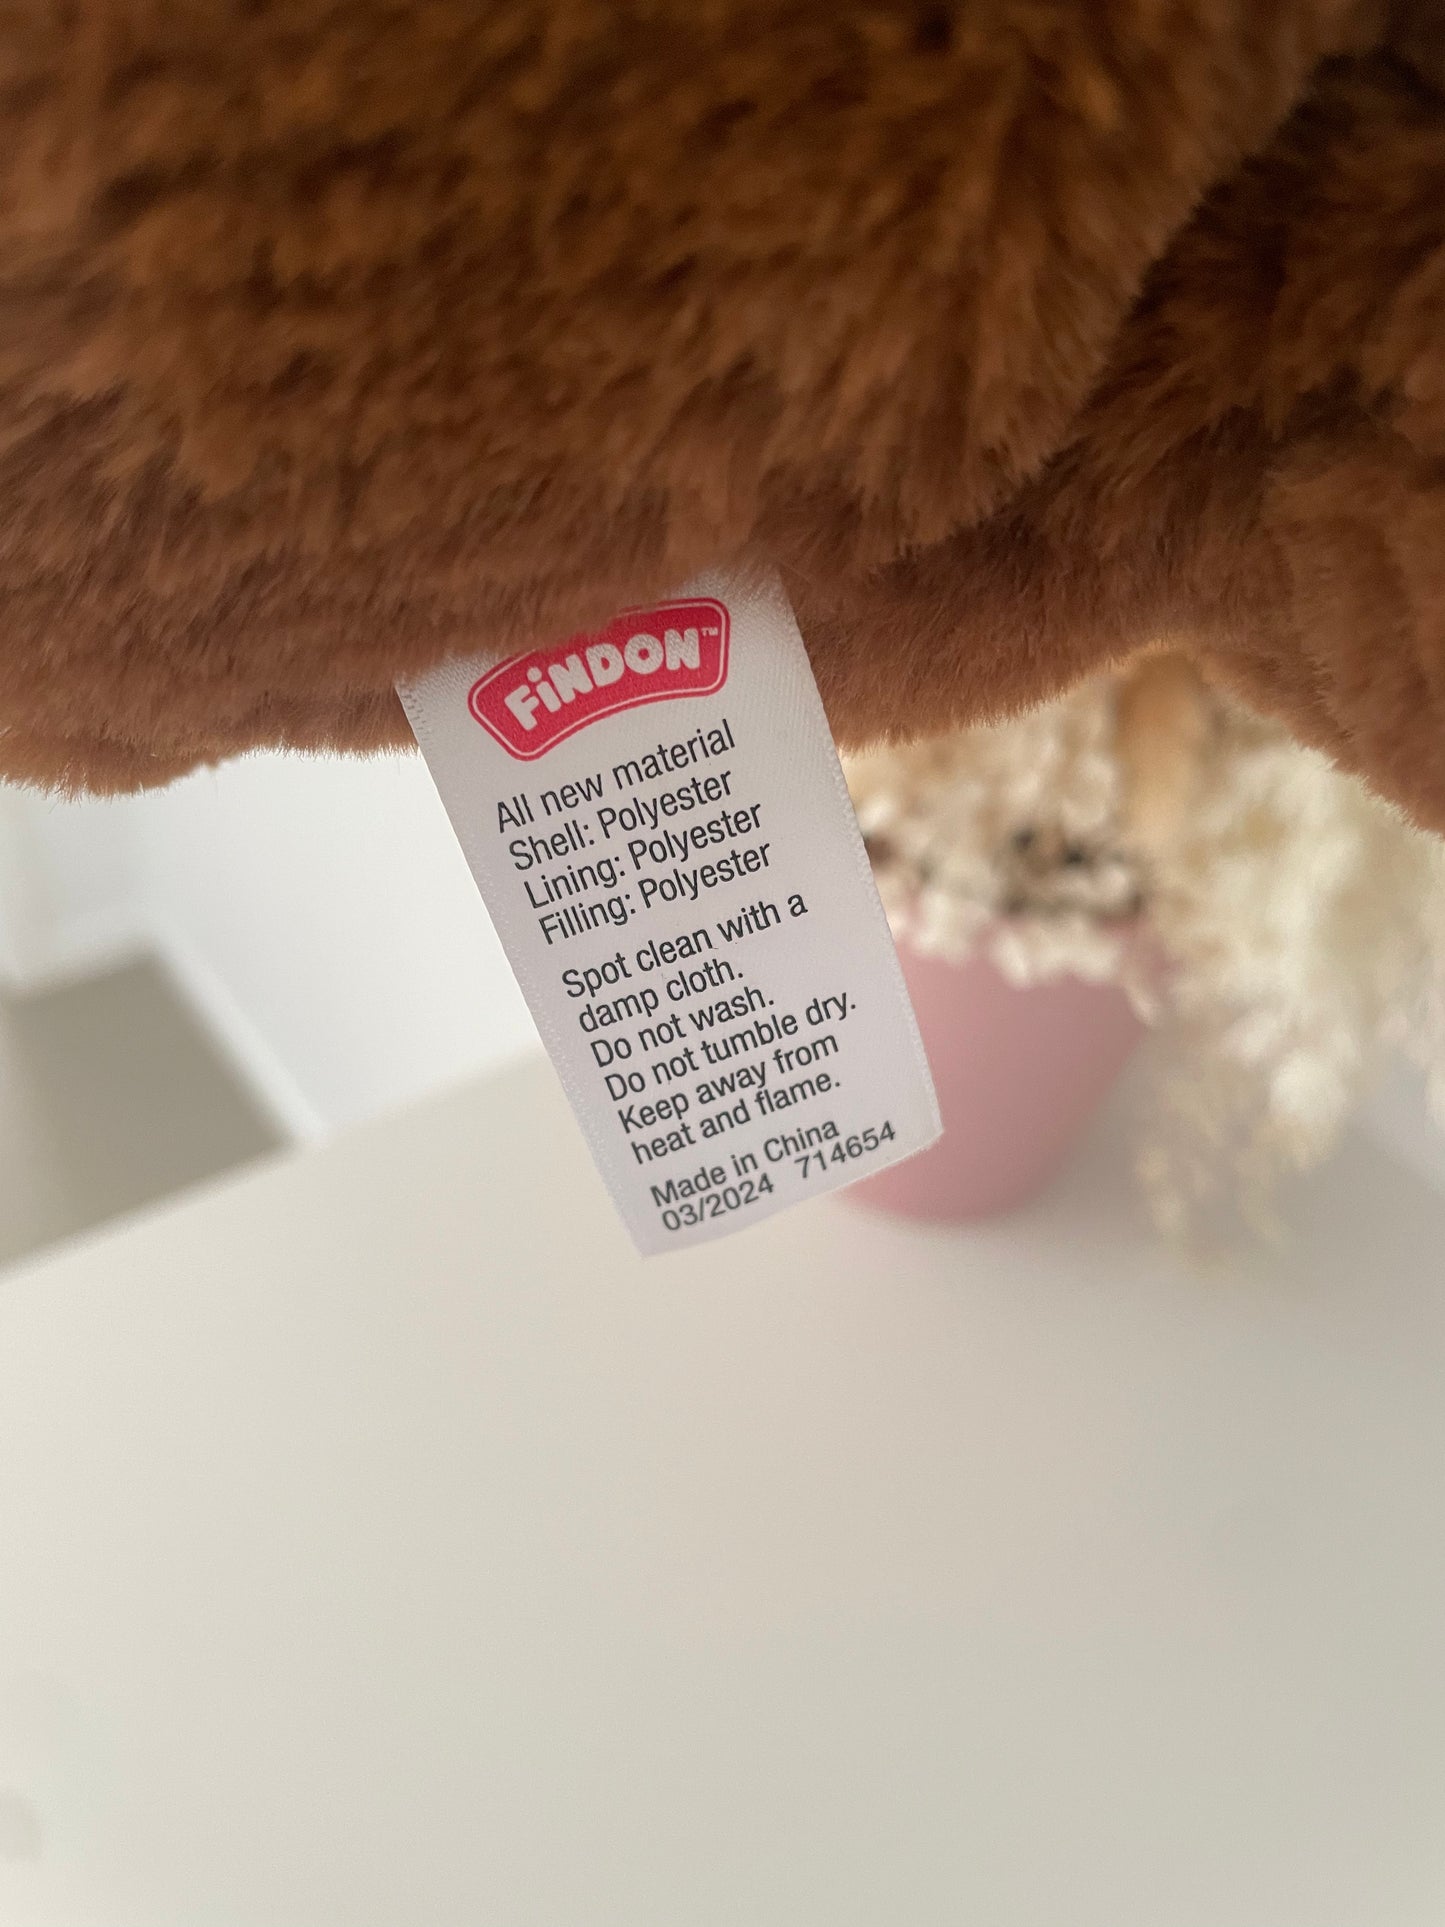 FiNDON™
All new material
Shell: Polyester
Lining: Polyester
Filling: Polyester
Spot clean with a
damp cloth.
Do not wash.
Do not tumble dry.
Keep away from
heat and flame.
Made in China
03/2024 714654